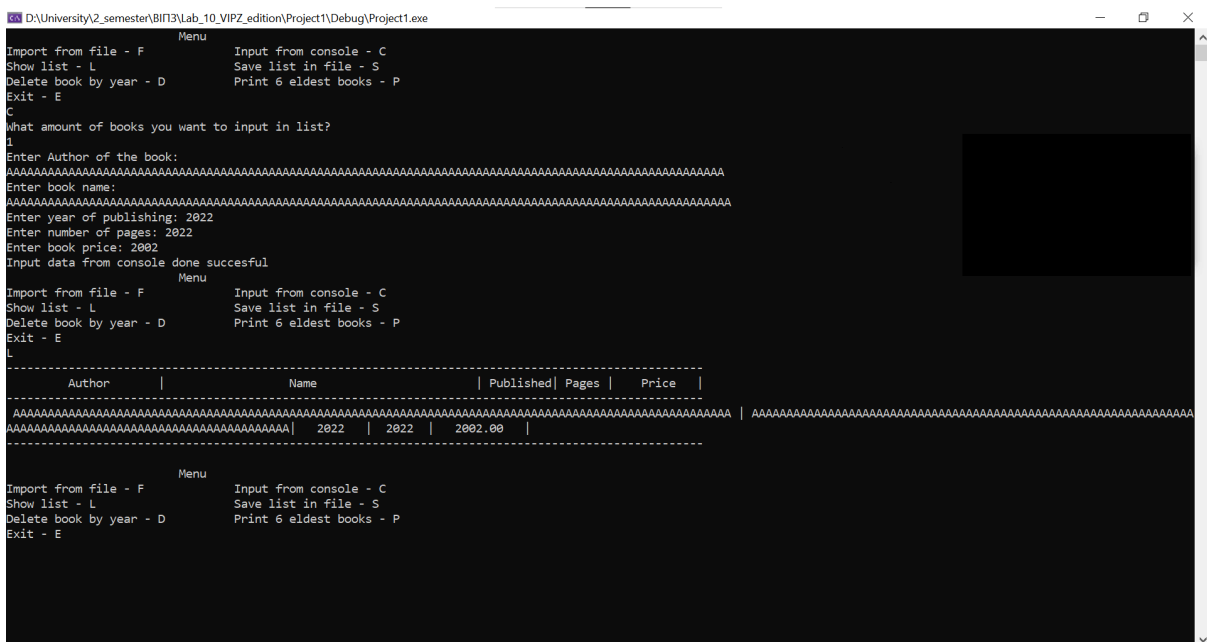 D:\University\2_semester\ВІПЗ\Lab_10_VIPZ_edition\Project1\Debug\Project1.exe
Menu
Import from file - F Input from console - C
Show list - L Save list in file - S
Delete book by year - D Print 6 eldest books - P
Exit - E
C
What amount of books you want to input in list?
1
Enter Author of the book:
AAAAAAAAAAAAAAAAAAAAAAAAAAAAAAAAAAAAAAAAAAAAAAAAAAAAAAAAAAAAAAAAAAAAAAAAAAAAAAAAAAAAAAAAAAAAAAAAAAAAAAAA
Enter book name:
AAAAAAAAAAAAAAAAAAAAAAAAAAAAAAAAAAAAAAAAAAAAAAAAAAAAAAAAAAAAAAAAAAAAAAAAAAAAAAAAAAAAAAAAAAAAAAAAAAAAAAAAA
Enter year of publishing: 2022
Enter number of pages: 2022
Enter book price: 2002
Input data from console done succesful
Menu
Import from file - F Input from console - C
Show list - L Save list in file - S
Delete book by year - D Print 6 eldest books - P
Exit - E
L
-----------------------------------------------------------------------------------------------------
Author | Name | Published| Pages | Price |
-----------------------------------------------------------------------------------------------------
AAAAAAAAAAAAAAAAAAAAAAAAAAAAAAAAAAAAAAAAAAAAAAAAAAAAAAAAAAAAAAAAAAAAAAAAAAAAAAAAAAAAAAAAAAAAAAAAAAAAAAAA | AAAAAAAAAAAAAAAAAAAAAAAAAAAAAAAAAAAAAAAAAAAAAAAAAAAAAAAAAAAAAAAA
AAAAAAAAAAAAAAAAAAAAAAAAAAAAAAAAAAAAAAAAA| 2022 | 2022 | 2002.00 |
-----------------------------------------------------------------------------------------------------
Menu
Import from file - F Input from console - C
Show list - L Save list in file - S
Delete book by year - D Print 6 eldest books - P
Exit - E